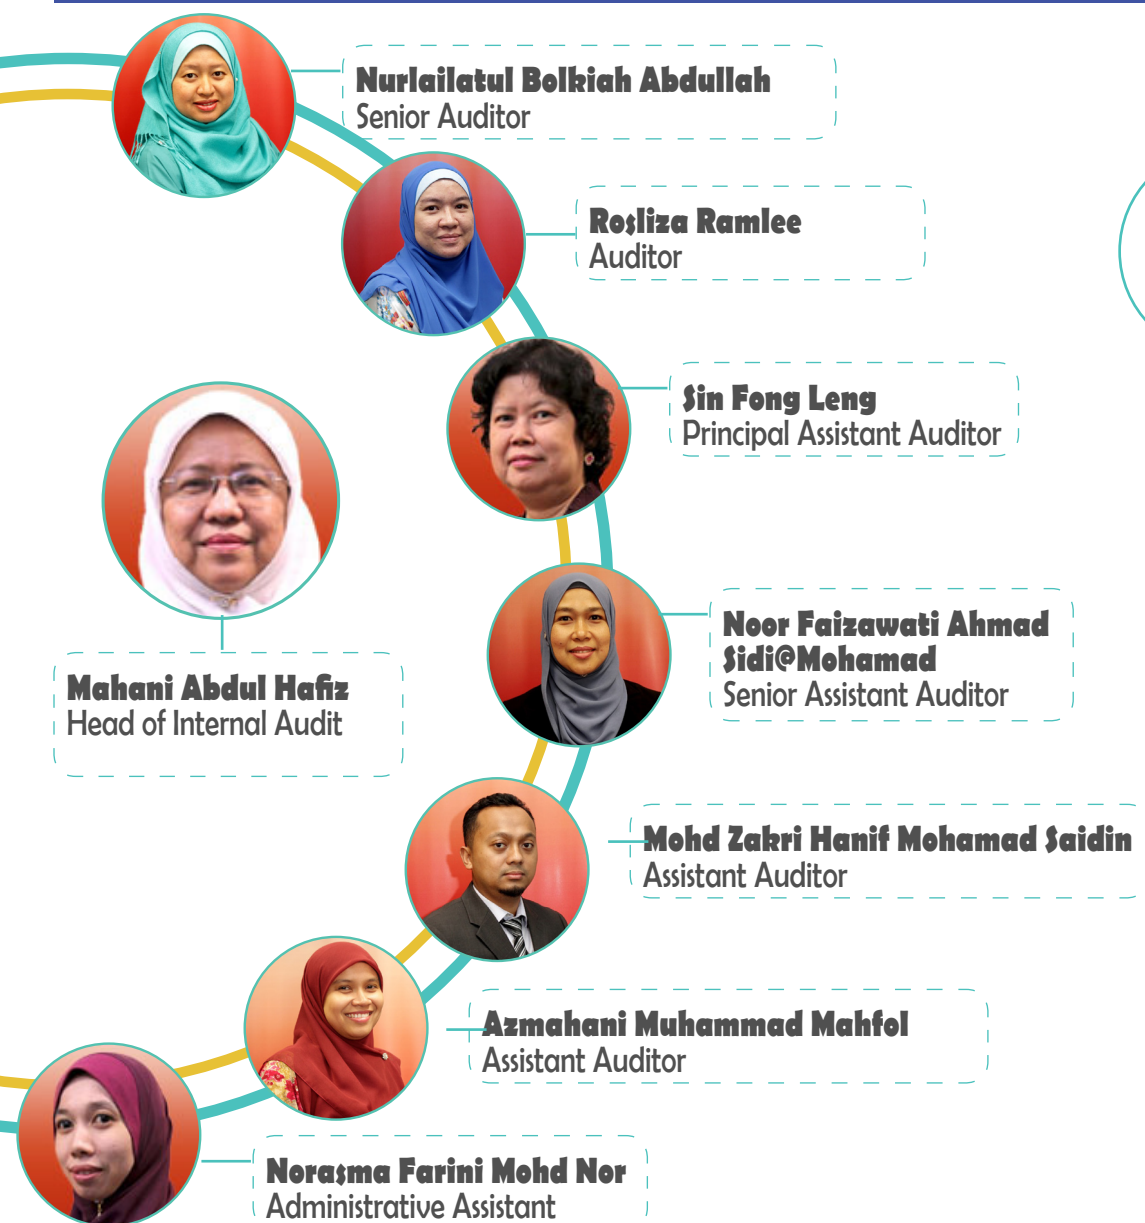 Nurlailatul Bolkiah Abdullah
Senior Auditor
Rosliza Ramlee
Auditor
Sin Fong Leng
Principal Assistant Auditor
Noor Faizawati Ahmad
Sidi@Mohamad
Senior Assistant Auditor
Mahani Abdul Hafiz
Head of Internal Audit
Mohd Zakri Hanif Mohamad Saidin
Assistant Auditor
Azmahani Muhammad Mahfol
Assistant Auditor
Norasma Farini Mohd Nor
Administrative Assistant